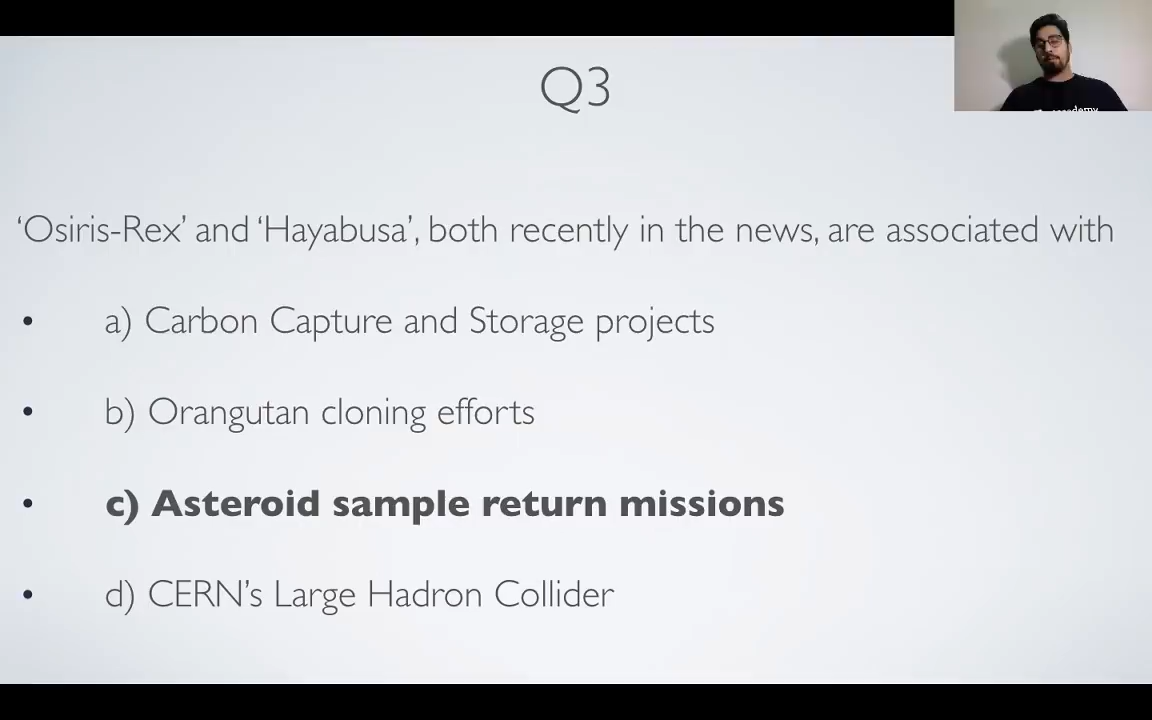 Q3
‘Osiris-Rex’ and ‘Hayabusa’, both recently in the news, are associated with
• a) Carbon Capture and Storage projects
• b) Orangutan cloning efforts
• c) Asteroid sample return missions
• d) CERN’s Large Hadron Collider